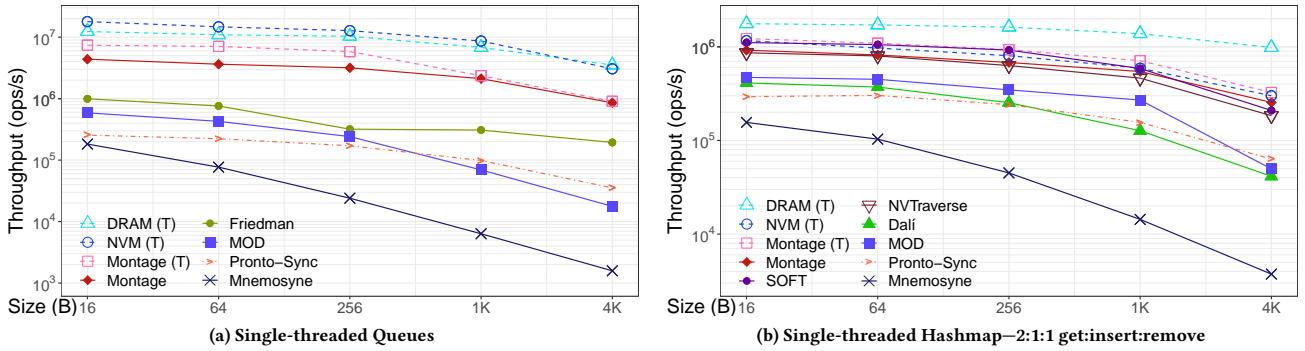 Throughput (ops/s)
10⁷
10⁶
10⁵
10⁴
10³
DRAM (T)
NVM (T)
Montage (T)
Montage
Friedman
MOD
Pronto−Sync
Mnemosyne
Size (B)
16
64
256
1K
4K
(a) Single-threaded Queues
Throughput (ops/s)
10⁶
10⁵
10⁴
DRAM (T)
NVM (T)
Montage (T)
Montage
SOFT
NVTraverse
Dalí
MOD
Pronto−Sync
Mnemosyne
Size (B)
16
64
256
1K
4K
(b) Single-threaded Hashmap—2:1:1 get:insert:remove